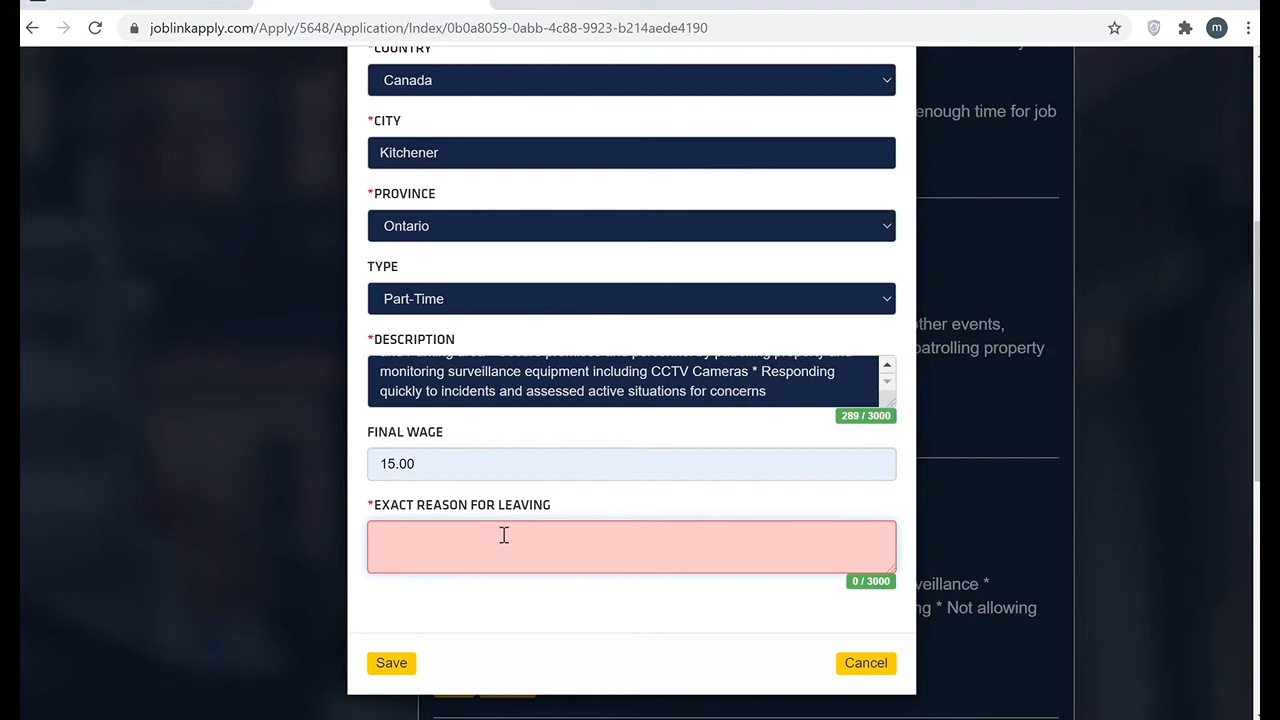 joblinkapply.com/Apply/5648/Application/Index/0b0a8059-0abb-4c88-9923-b214aede4190
m
*COUNTRY
Canada
enough time for job
*CITY
Kitchener
*PROVINCE
Ontario
TYPE
Part-Time
other events,
patrolling property
*DESCRIPTION
monitoring surveillance equipment including CCTV Cameras * Responding
quickly to incidents and assessed active situations for concerns
289 / 3000
FINAL WAGE
15.00
*EXACT REASON FOR LEAVING
0 / 3000
veillance *
ng * Not allowing
Save
Cancel